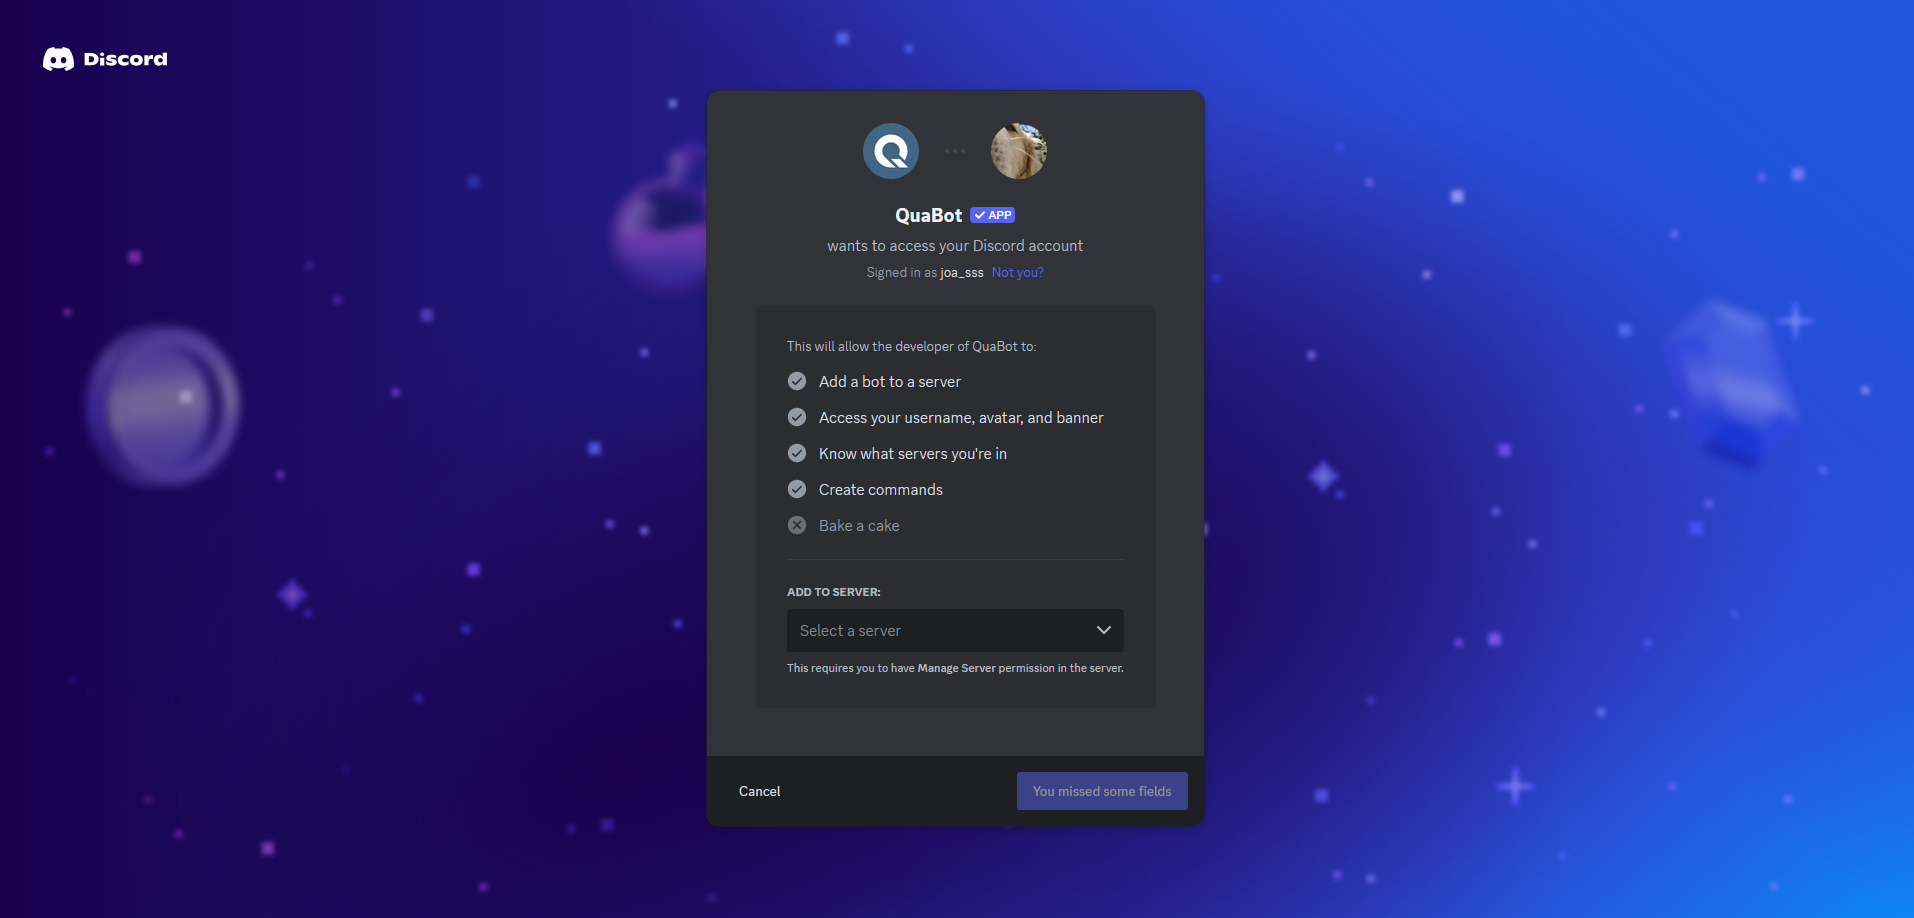 Discord
QuaBot APP
wants to access your Discord account
Signed in as joa_sss Not you?
This will allow the developer of QuaBot to:
Add a bot to a server
Access your username, avatar, and banner
Know what servers you're in
Create commands
Bake a cake
ADD TO SERVER:
Select a server
This requires you to have Manage Server permission in the server.
Cancel
You missed some fields